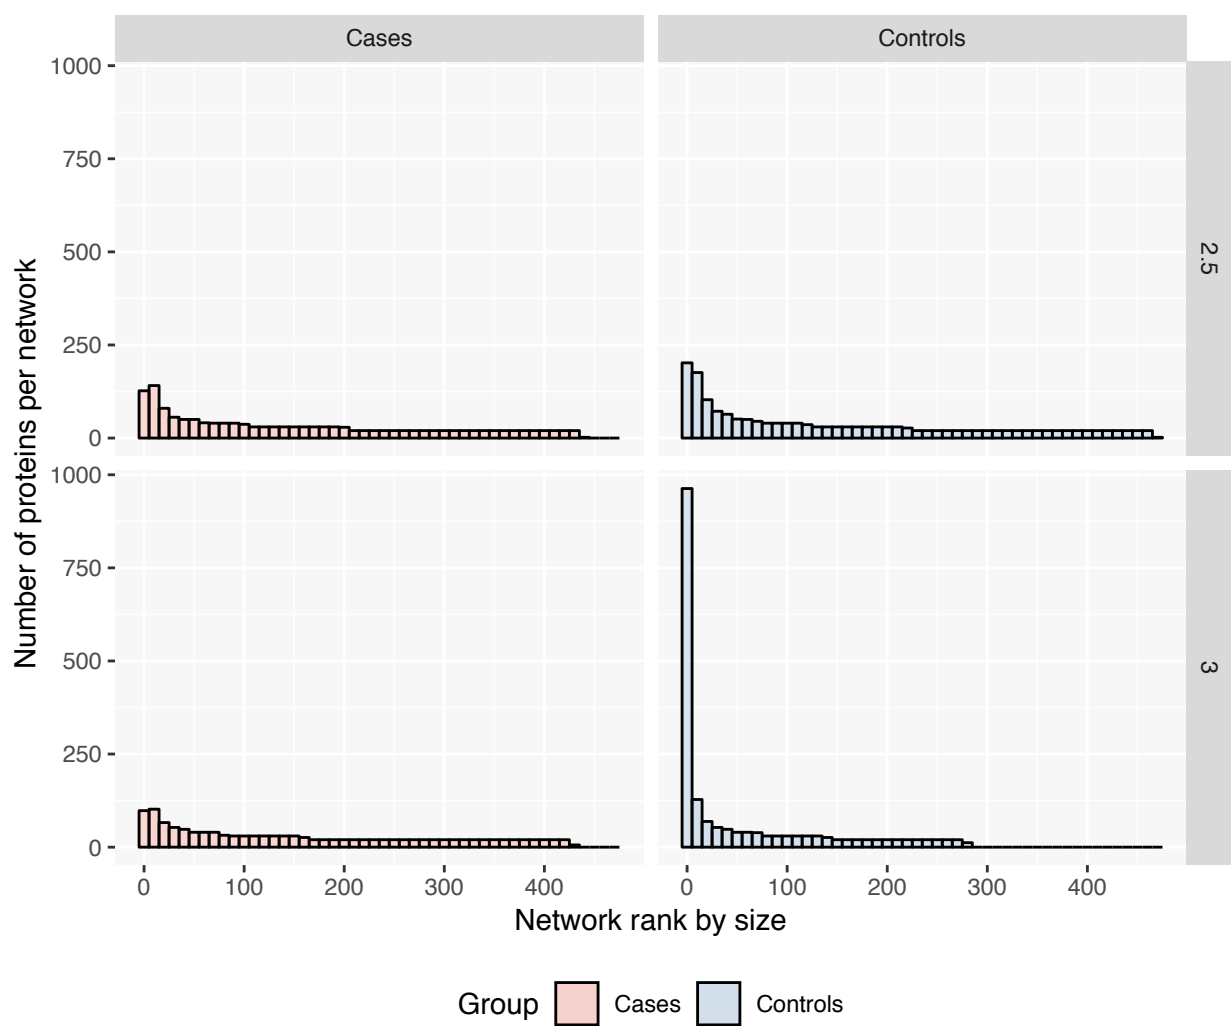 Cases Controls
1000
750
500
250
0
2.5
1000
750
500
250
0
3
0 100 200 300 400 0 100 200 300 400
Network rank by size
Number of proteins per network
Group Cases Controls